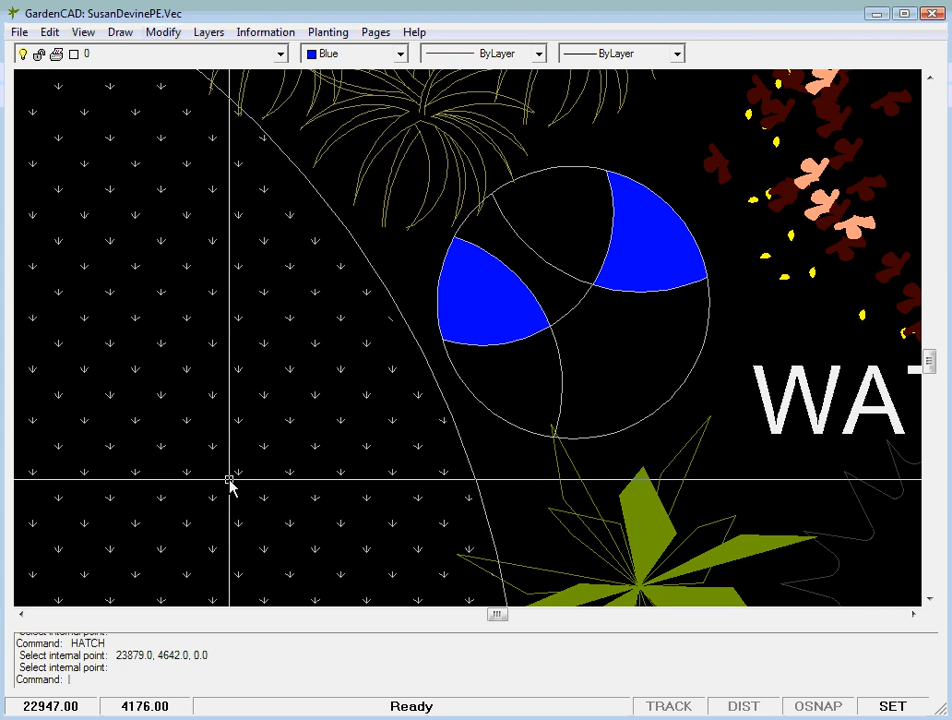 GardenCAD: SusanDevinePE.Vec
File Edit Views Draw Modify Layers Information Planting Pages Help
0 Blue ByLayer ByLayer
WAT
Select internal point:
Command: HATCH
Select internal point: 23879.0, 4642.0, 0.0
Select internal point:
Command:
22947.00 4176.00 Ready TRACK DIST OSNAP SET